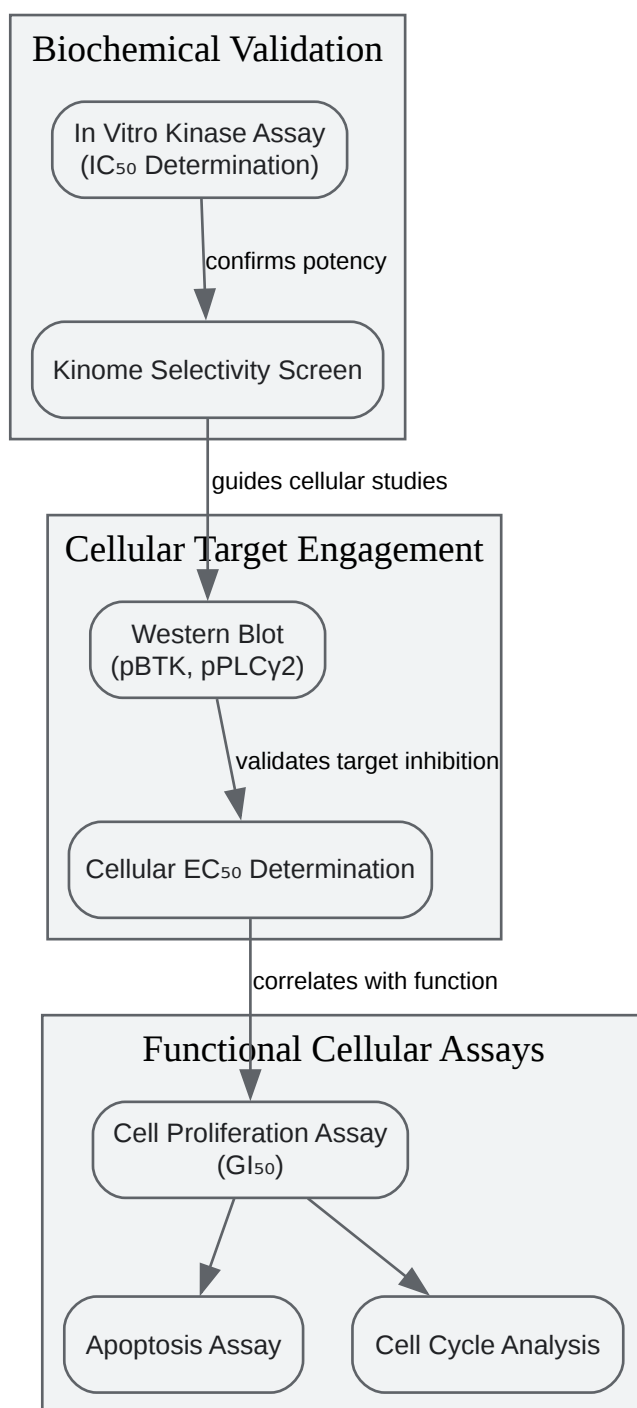 Biochemical Validation
In Vitro Kinase Assay
(IC₅₀ Determination)
confirms potency
Kinome Selectivity Screen
guides cellular studies
Cellular Target Engagement
Western Blot
(pBTK, pPLCγ2)
validates target inhibition
Cellular EC₅₀ Determination
correlates with function
Functional Cellular Assays
Cell Proliferation Assay
(GI₅₀)
Apoptosis Assay
Cell Cycle Analysis